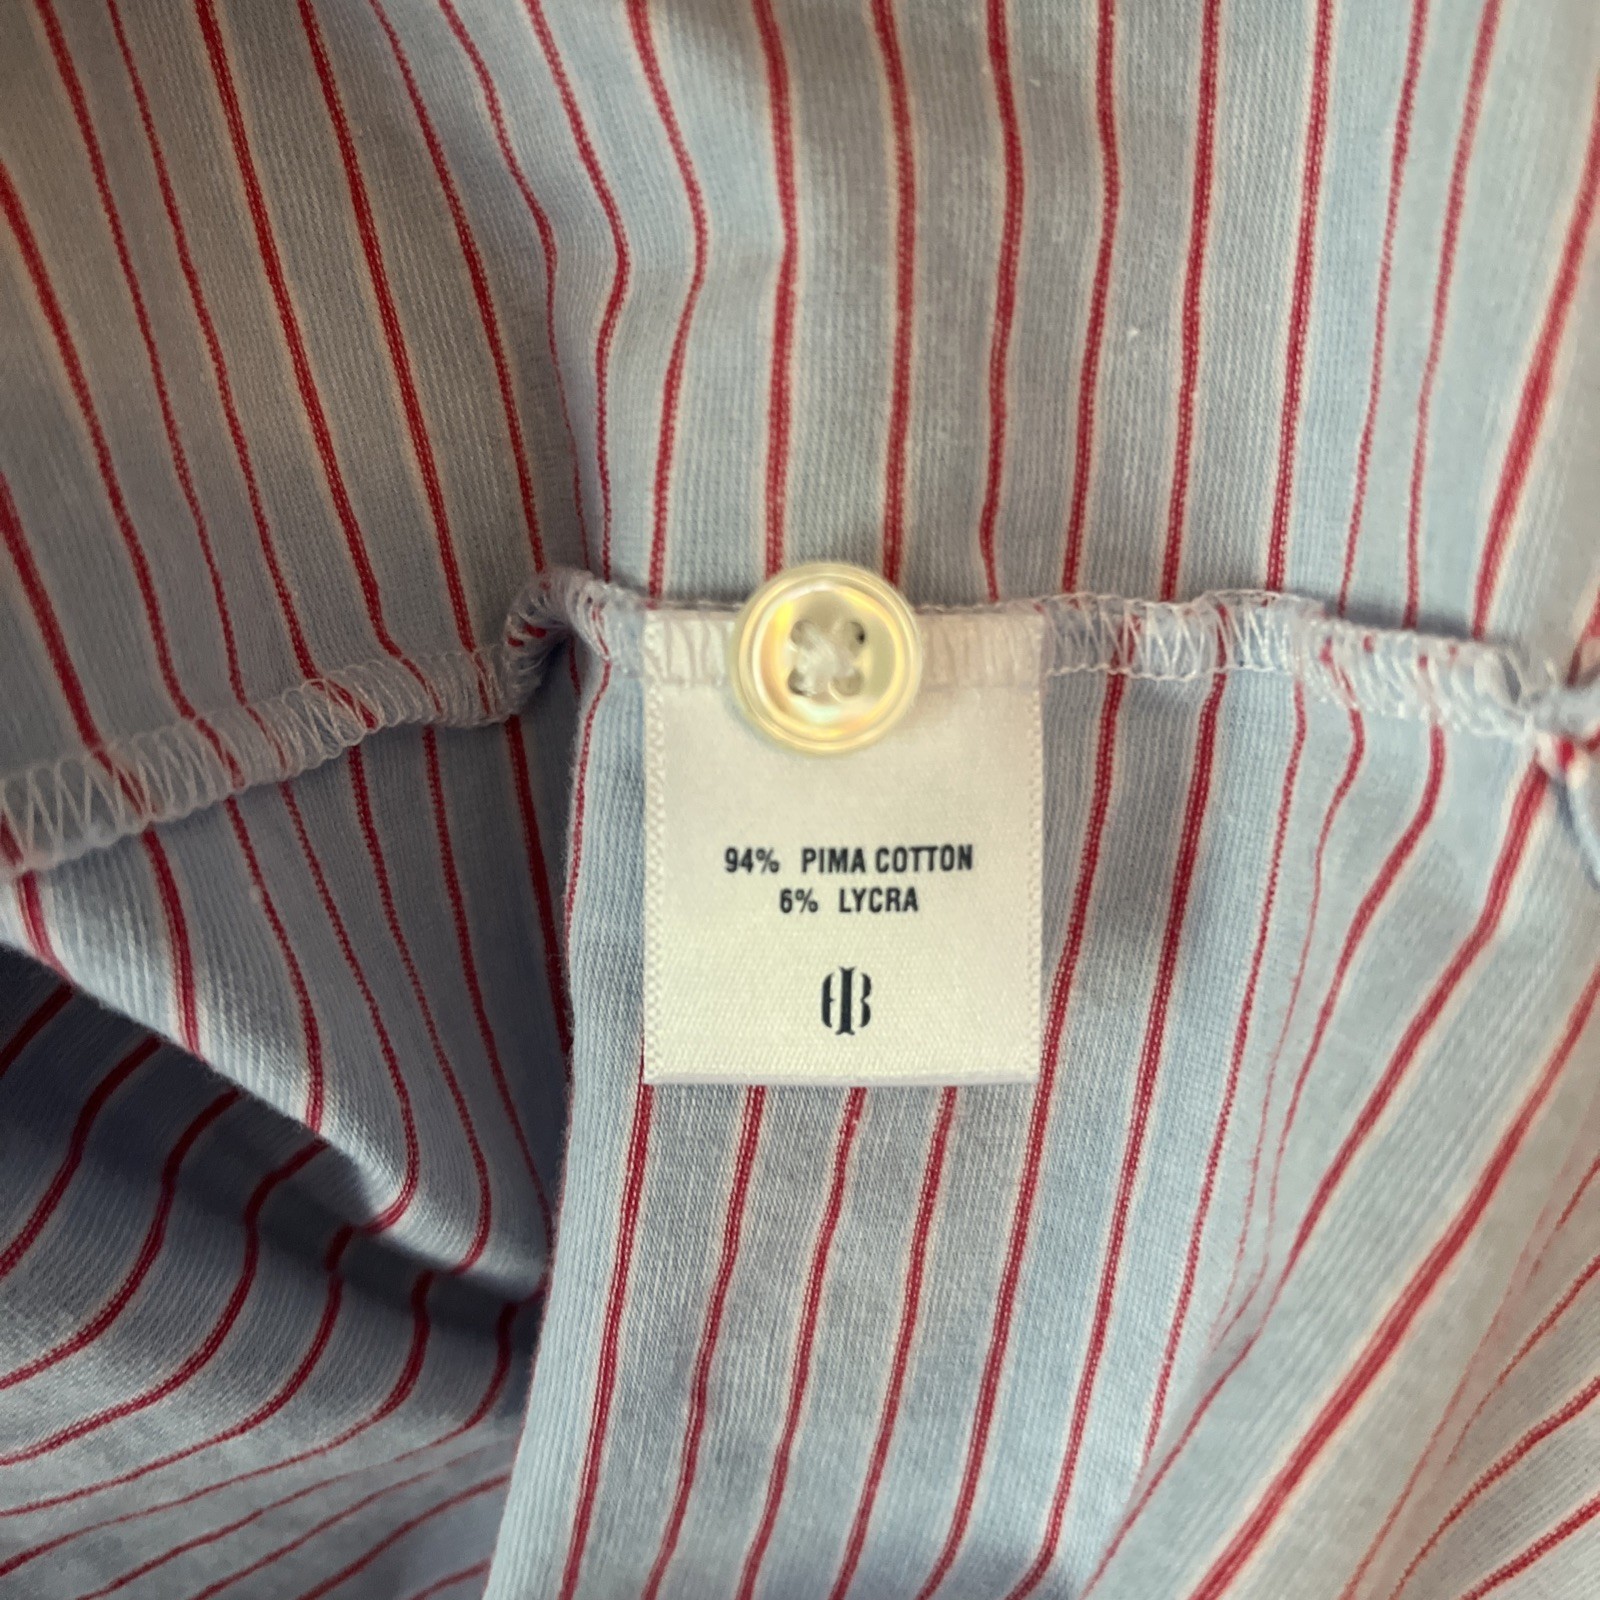 94% PIMA COTTON
6% LYCRA